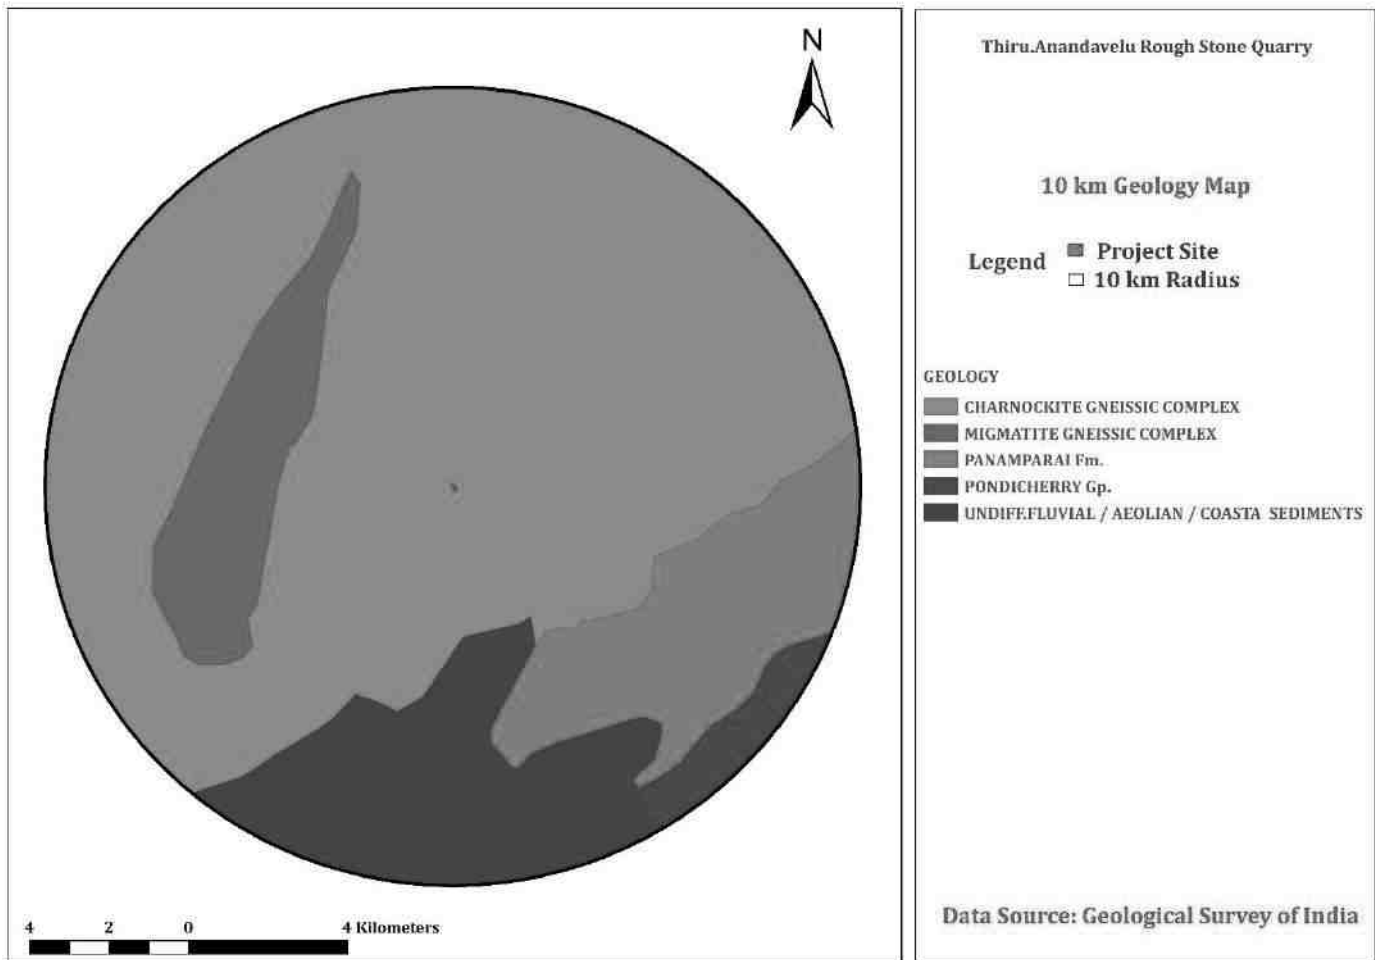 N
4 2 0 4 Kilometers
Thiru.Anandavelu Rough Stone Quarry
10 km Geology Map
Legend
Project Site
10 km Radius
GEOLOGY
CHARNOCKITE GNEISSIC COMPLEX
MIGMATITE GNEISSIC COMPLEX
PANAMPARAI Fm.
PONDICHERRY Gp.
UNDIFF.FLUVIAL / AEOLIAN / COASTA SEDIMENTS
Data Source: Geological Survey of India